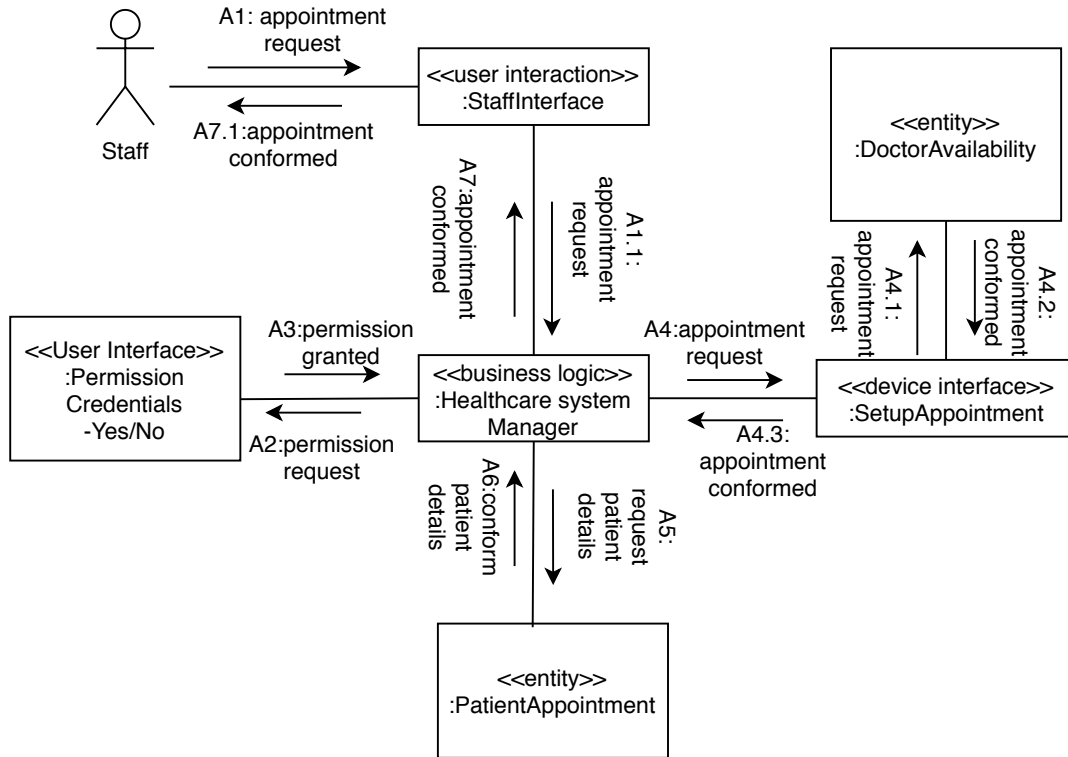 A1: appointment
request
<<user interaction>>
:StaffInterface
A7.1:appointment
conformed
Staff
<<entity>>
:DoctorAvailability
A7:appointment
conformed
A1.1:
appointment
request
A4.1:
appointment
request
A4.2:
appointment
conformed
<<User Interface>>
:Permission
Credentials
-Yes/No
A3:permission
granted
A2:permission
request
<<business logic>>
:Healthcare system
Manager
A4:appointment
request
A4.3:
appointment
conformed
<<device interface>>
:SetupAppointment
A6:conform
patient
details
A5:
request
patient
details
<<entity>>
:PatientAppointment